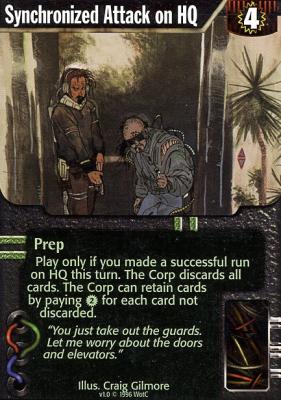 Synchronized Attack on HQ
4
Prep
Play only if you made a successful run
on HQ this turn. The Corp discards all
cards. The Corp can retain cards
by paying 2 for each card not
discarded.
"You just take out the guards.
Let me worry about the doors
and elevators."
Illus. Craig Gilmore
v1.0 © 1996 WotC